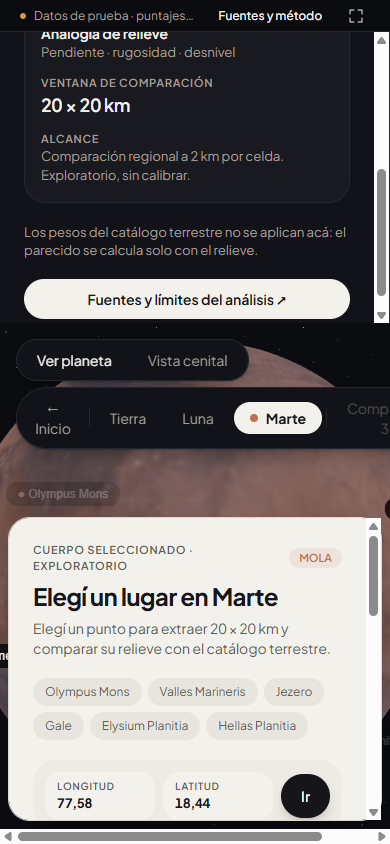 Datos de prueba · puntajes...
Fuentes y método
Analogía de relieve
Pendiente · rugosidad · desnivel
VENTANA DE COMPARACIÓN
20 × 20 km
ALCANCE
Comparación regional a 2 km por celda.
Exploratorio, sin calibrar.
Los pesos del catálogo terrestre no se aplican acá: el
parecido se calcula solo con el relieve.
Fuentes y límites del análisis ↗
Ver planeta
Vista cenital
← Inicio
Tierra
Luna
Marte
Comp
3
Olympus Mons
CUERPO SELECCIONADO ·
EXPLORATORIO
MOLA
Elegí un lugar en Marte
Elegí un punto para extraer 20 × 20 km y
comparar su relieve con el catálogo terrestre.
Olympus Mons
Valles Marineris
Jezero
Gale
Elysium Planitia
Hellas Planitia
LONGITUD
77,58
LATITUD
18,44
Ir